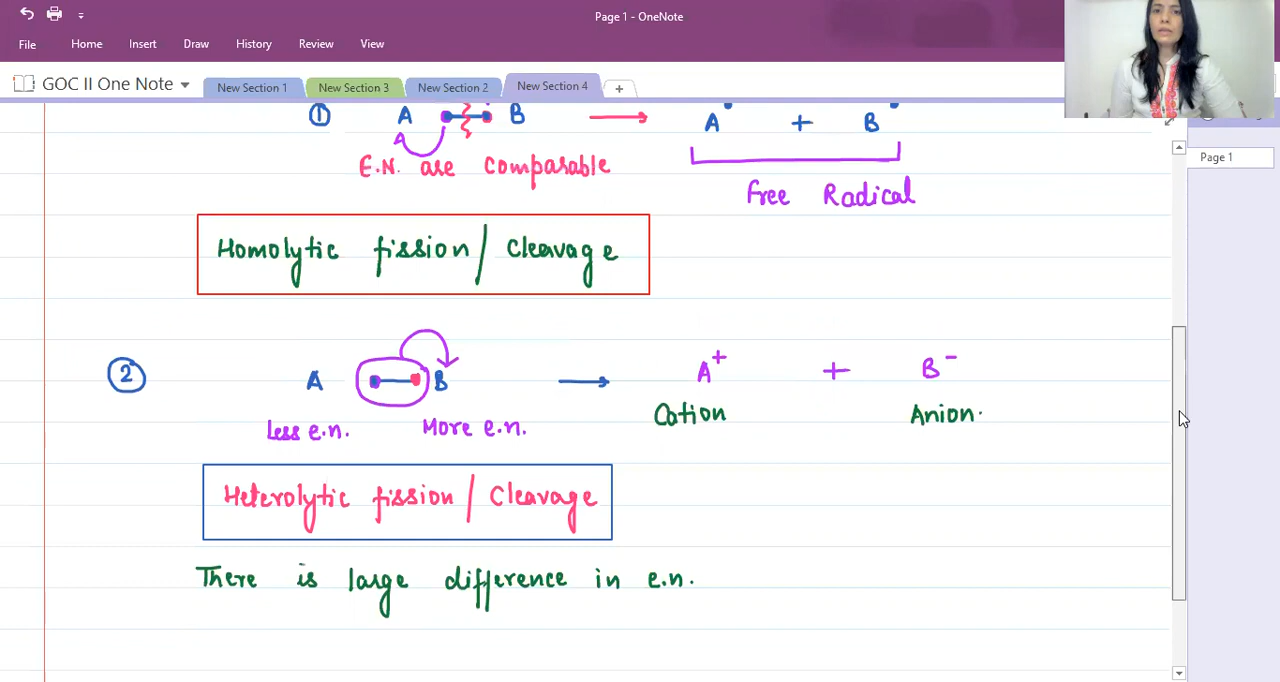 Page 1 - OneNote
File Home Insert Draw History Review View
GOC II One Note New Section 1 New Section 3 New Section 2 New Section 4 +
Page 1
① A B → A• + B•
E.N. are comparable
Free Radical
Homolytic fission / Cleavage
② A B → A⁺ + B⁻
Less e.n. More e.n. Cation Anion.
Heterolytic fission / Cleavage
There is large difference in e.n.